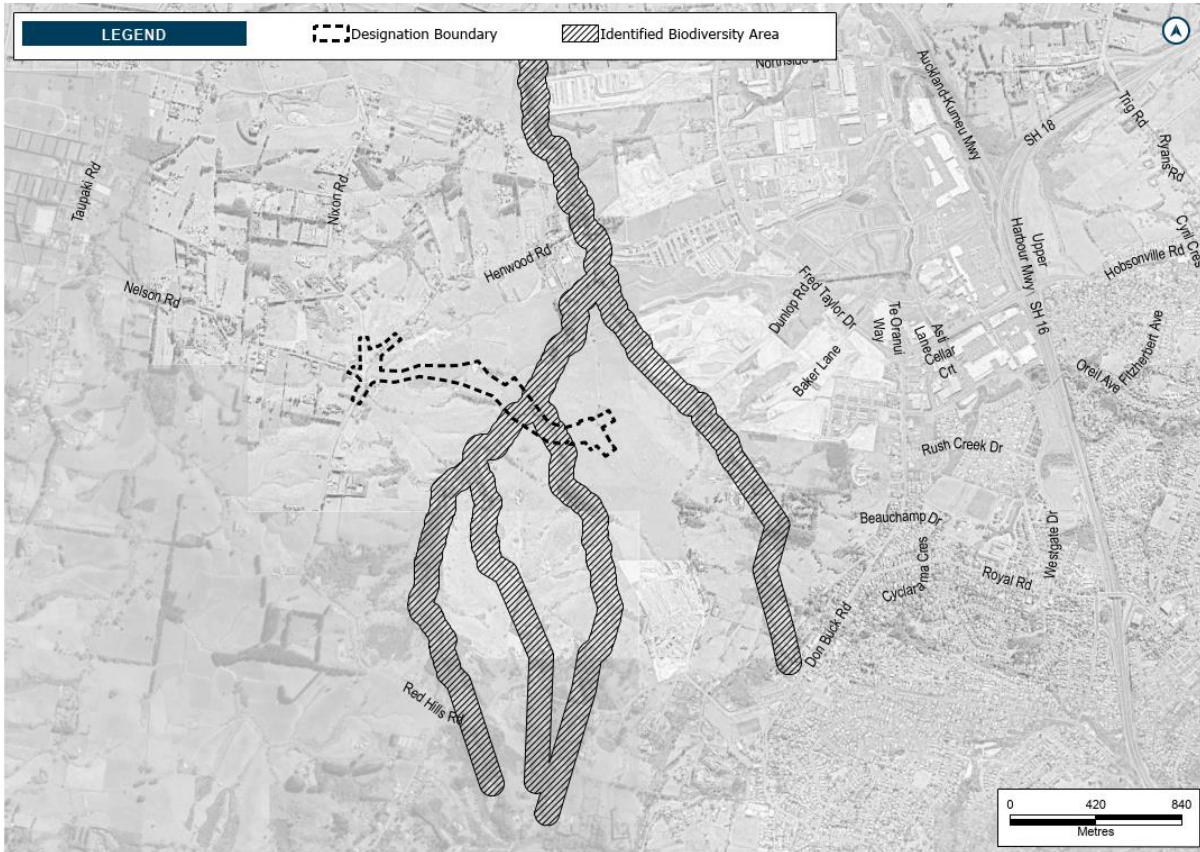 LEGEND
Designation Boundary
Identified Biodiversity Area
Auckland-Kumeu Mwy
Trig Rd
SH 18
Ryans Rd
Taupaki Rd
Nixon Rd
Cyril Cres
Upper
Harbour Mwy
Hobsonville Rd
Henwood Rd
Nelson Rd
Fred Taylor Dr
Dunlop Rd
Te Oranui
Way
SH 16
Asti
Lane
Cellar
Crt
Baker Lane
Oreil Ave
Fitzherbert Ave
Rush Creek Dr
Beauchamp Dr
Westgate Dr
Cyclarama Cres
Royal Rd
Don Buck Rd
Red Hills Rd
0 420 840
Metres